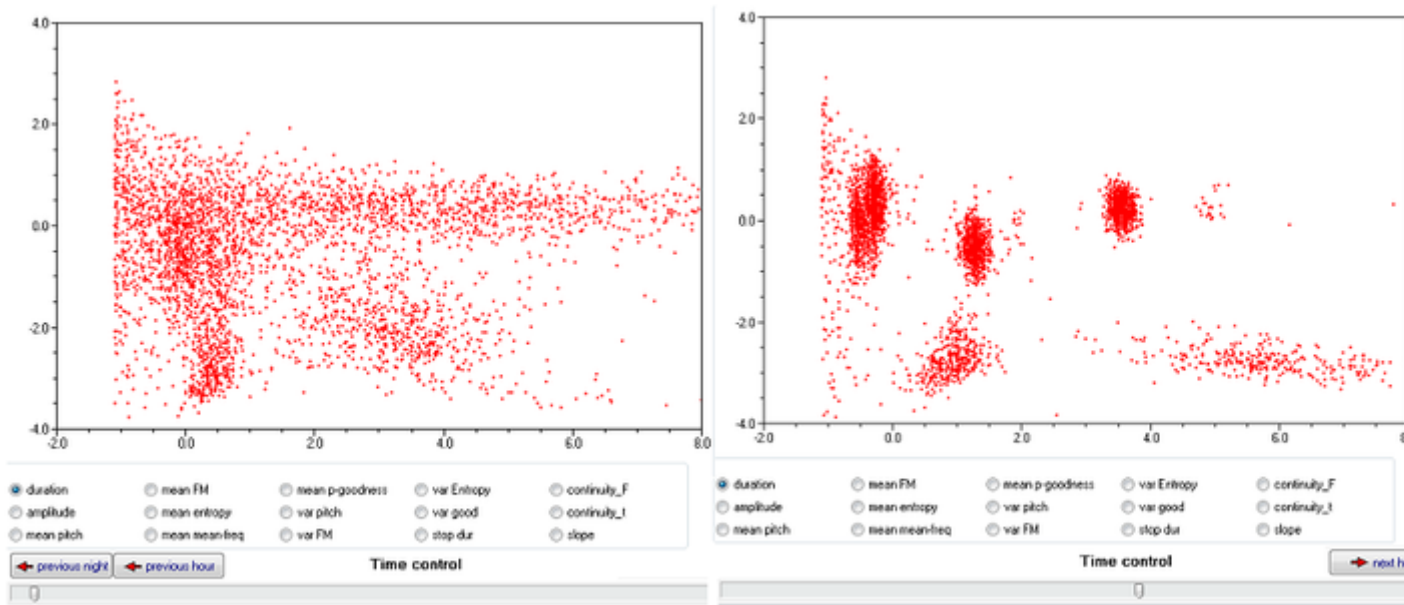 4.0
2.0
0.0
-2.0
-4.0
-2.0 0.0 2.0 4.0 6.0 8.0
duration mean FM mean p-goodness var Entropy continuity_F
amplitude mean entropy var pitch var good continuity_t
mean pitch mean mean-freq var FM stop dur slope
previous night previous hour Time control
4.0
2.0
0.0
-2.0
-4.0
-2.0 0.0 2.0 4.0 6.0 8
duration mean FM mean p-goodness var Entropy continuity_F
amplitude mean entropy var pitch var good continuity_t
mean pitch mean mean-freq var FM stop dur slope
Time control next h